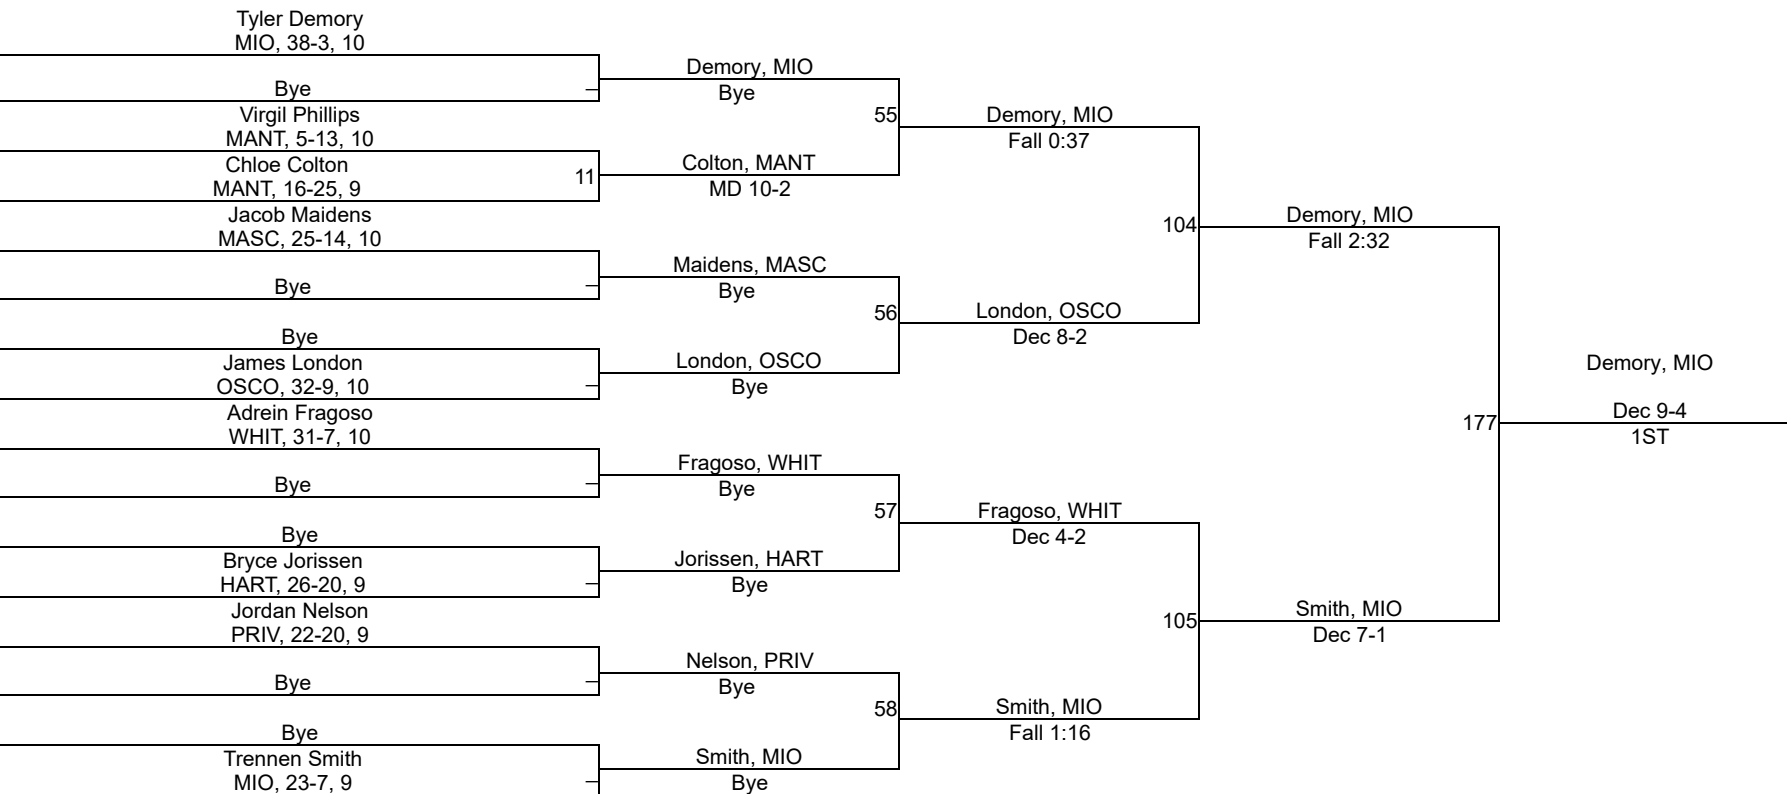 Tyler Demory
MIO, 38-3, 10
Bye
Virgil Phillips
MANT, 5-13, 10
Chloe Colton
MANT, 16-25, 9
11
Jacob Maidens
MASC, 25-14, 10
Bye
Bye
James London
OSCO, 32-9, 10
Adrein Fragoso
WHIT, 31-7, 10
Bye
Bye
Bryce Jorissen
HART, 26-20, 9
Jordan Nelson
PRIV, 22-20, 9
Bye
Bye
Trennen Smith
MIO, 23-7, 9
Demory, MIO
Bye
55
Colton, MANT
MD 10-2
Maidens, MASC
Bye
56
London, OSCO
Bye
Fragoso, WHIT
Bye
57
Jorissen, HART
Bye
Nelson, PRIV
Bye
58
Smith, MIO
Bye
Demory, MIO
Fall 0:37
104
London, OSCO
Dec 8-2
Fragoso, WHIT
Dec 4-2
105
Smith, MIO
Fall 1:16
Demory, MIO
Fall 2:32
177
Smith, MIO
Dec 7-1
Demory, MIO
Dec 9-4
1ST